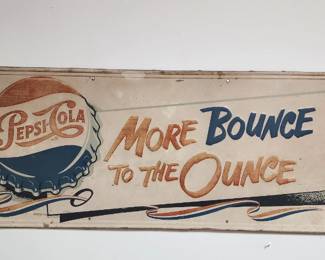 PEPSI-COLA
MORE BOUNCE
TO THE OUNCE